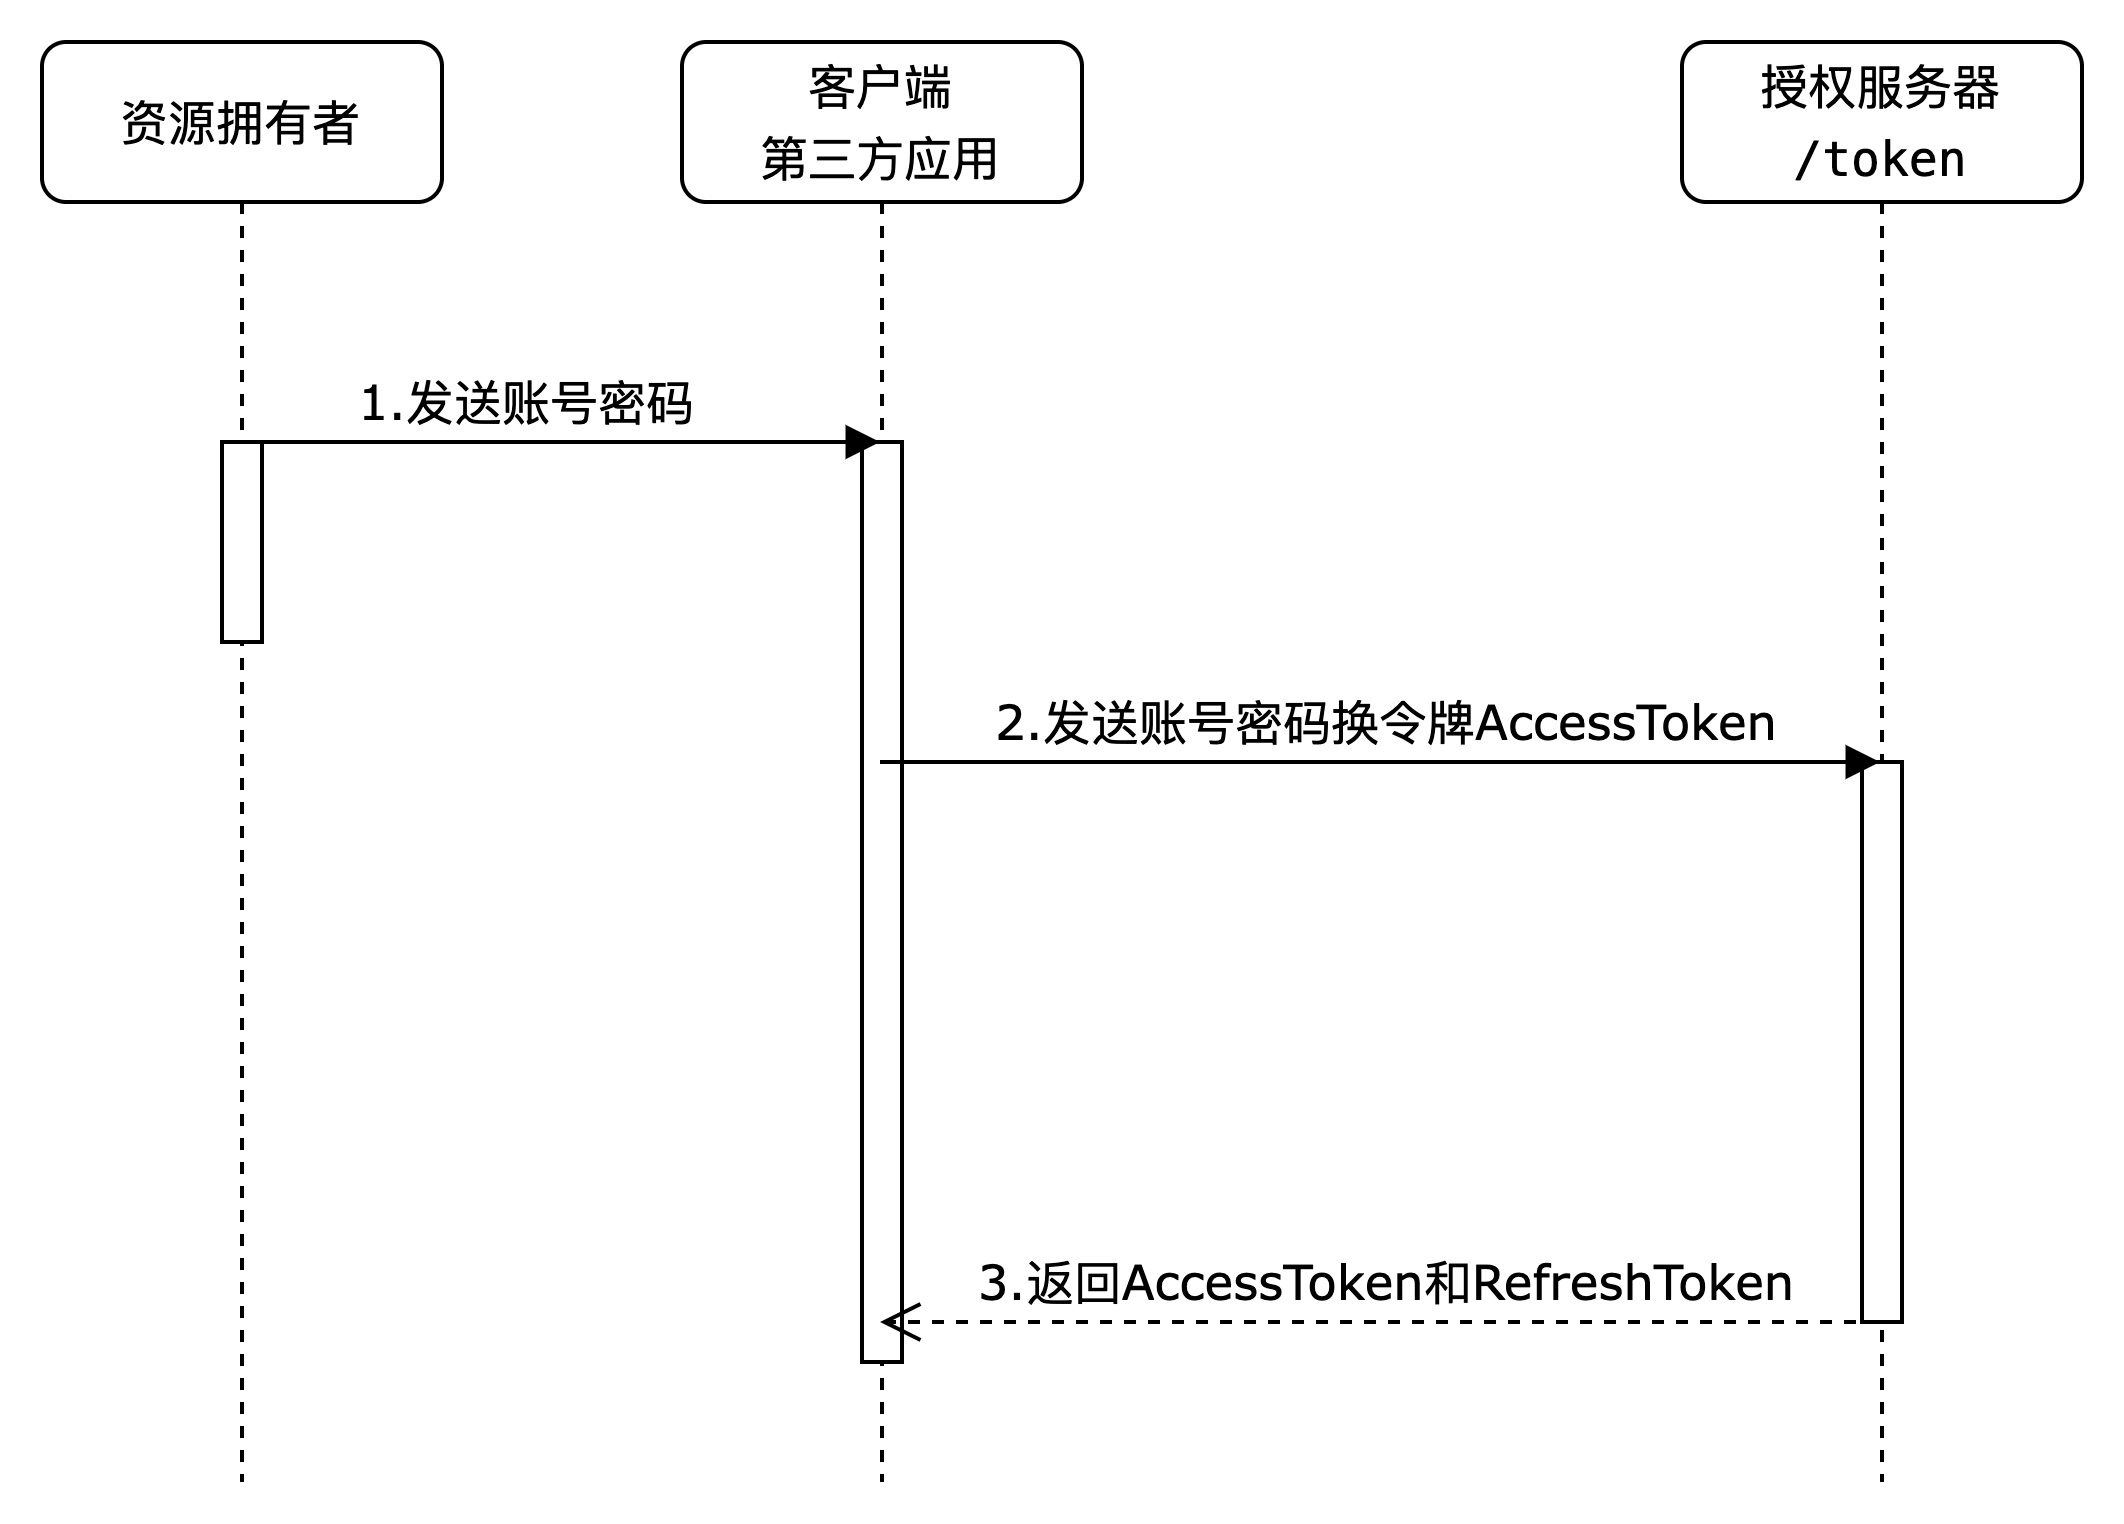 资源拥有者
客户端
第三方应用
授权服务器
/token
1.发送账号密码
2.发送账号密码换令牌AccessToken
3.返回AccessToken和RefreshToken